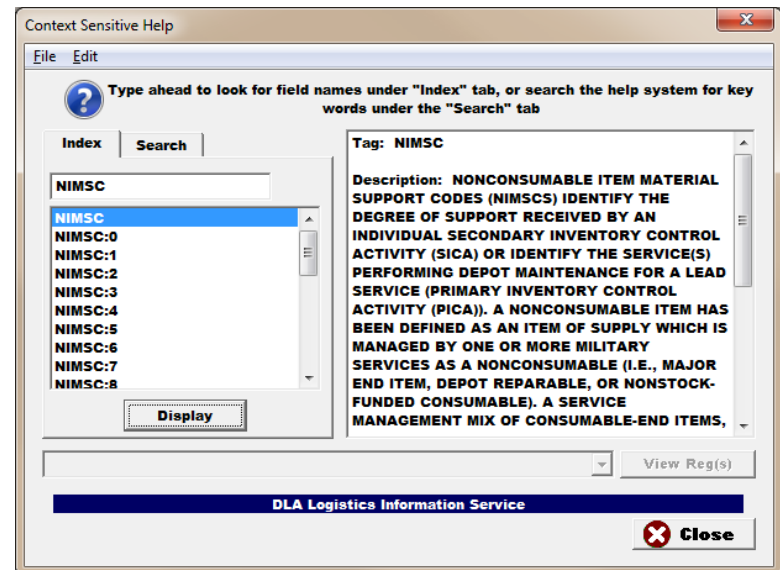 Context Sensitive Help
File Edit
Type ahead to look for field names under "Index" tab, or search the help system for key
words under the "Search" tab
Index Search
NIMSC
NIMSC
NIMSC:0
NIMSC:1
NIMSC:2
NIMSC:3
NIMSC:4
NIMSC:5
NIMSC:6
NIMSC:7
NIMSC:8
Display
Tag: NIMSC
Description: NONCONSUMABLE ITEM MATERIAL
SUPPORT CODES (NIMSCS) IDENTIFY THE
DEGREE OF SUPPORT RECEIVED BY AN
INDIVIDUAL SECONDARY INVENTORY CONTROL
ACTIVITY (SICA) OR IDENTIFY THE SERVICE(S)
PERFORMING DEPOT MAINTENANCE FOR A LEAD
SERVICE (PRIMARY INVENTORY CONTROL
ACTIVITY (PICA)). A NONCONSUMABLE ITEM HAS
BEEN DEFINED AS AN ITEM OF SUPPLY WHICH IS
MANAGED BY ONE OR MORE MILITARY
SERVICES AS A NONCONSUMABLE (I.E., MAJOR
END ITEM, DEPOT REPARABLE, OR NONSTOCK-
FUNDED CONSUMABLE). A SERVICE
MANAGEMENT MIX OF CONSUMABLE-END ITEMS,
View Reg(s)
DLA Logistics Information Service
Close